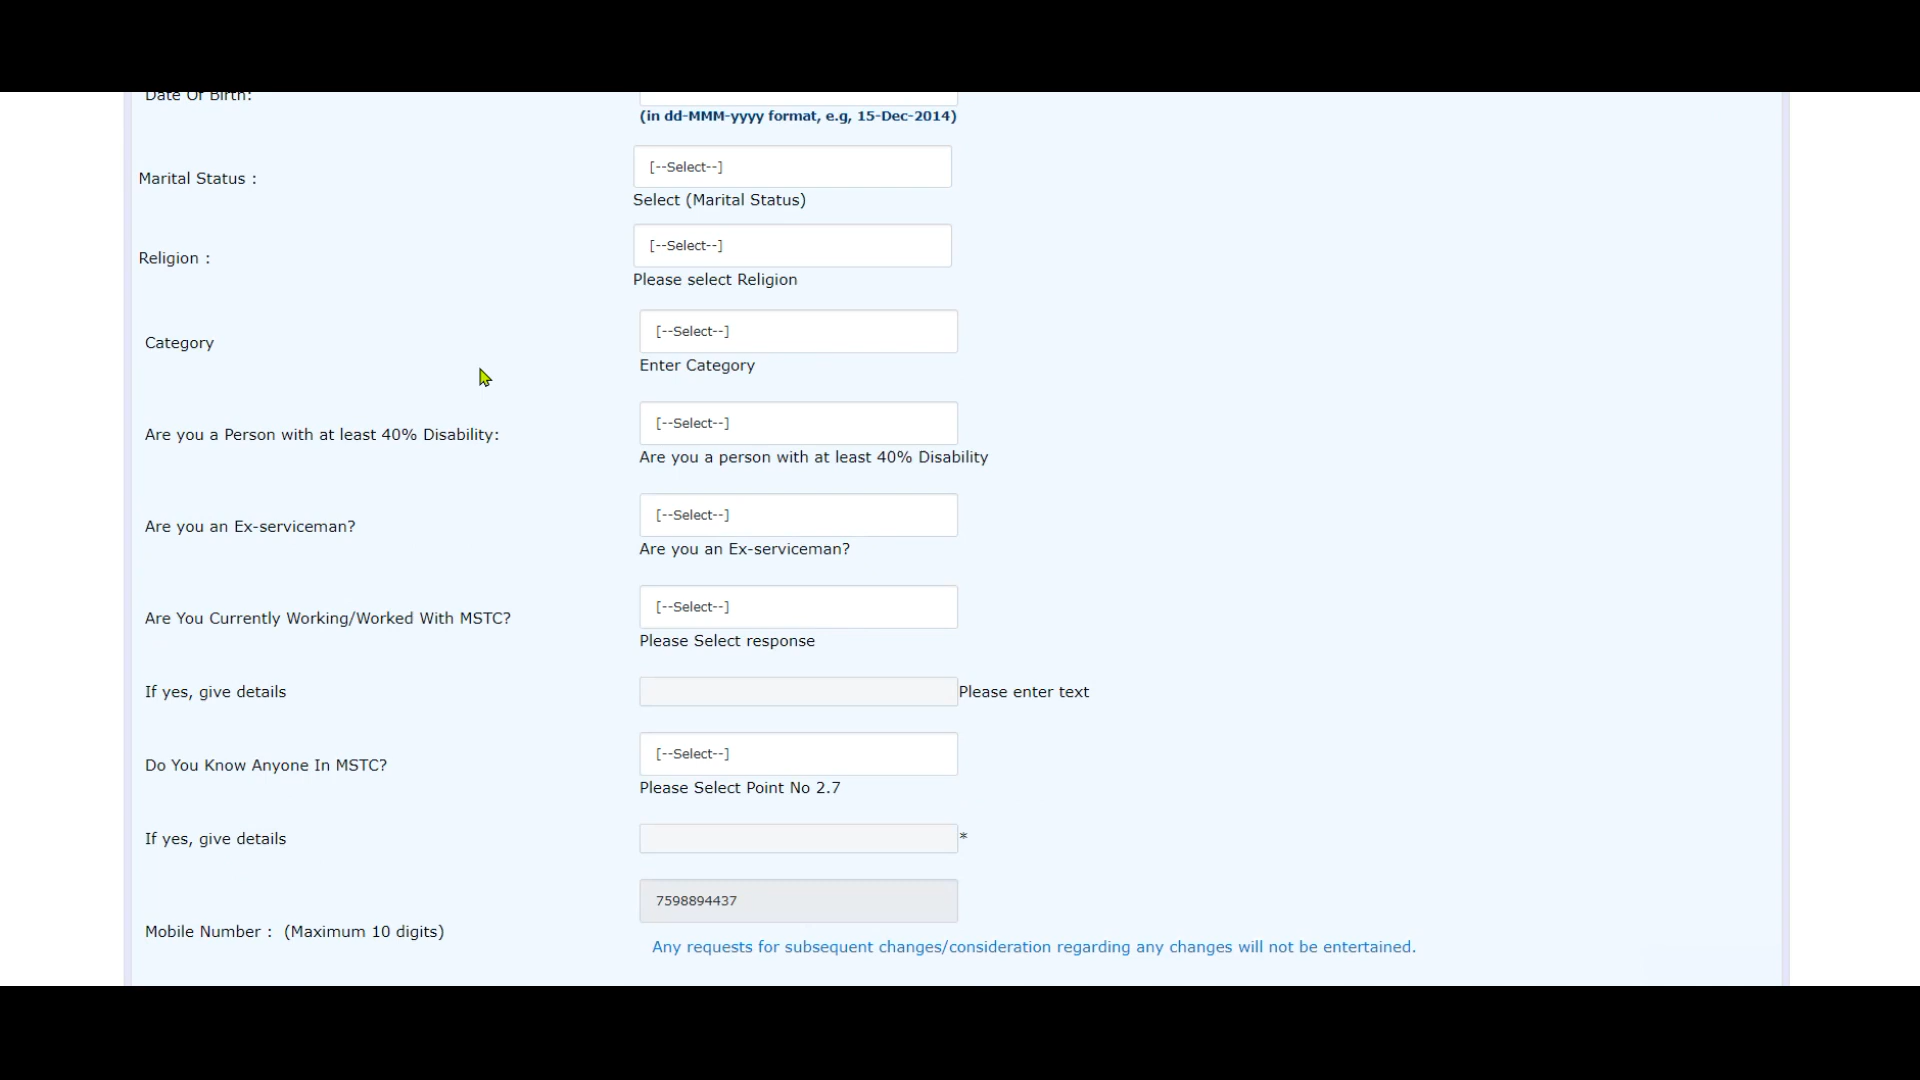 Date Of Birth:
(in dd-MMM-yyyy format, e.g, 15-Dec-2014)
[--Select--]
Marital Status :
Select (Marital Status)
[--Select--]
Religion :
Please select Religion
[--Select--]
Category
Enter Category
[--Select--]
Are you a Person with at least 40% Disability:
Are you a person with at least 40% Disability
[--Select--]
Are you an Ex-serviceman?
Are you an Ex-serviceman?
[--Select--]
Are You Currently Working/Worked With MSTC?
Please Select response
If yes, give details Please enter text
[--Select--]
Do You Know Anyone In MSTC?
Please Select Point No 2.7
If yes, give details *
7598894437
Mobile Number : (Maximum 10 digits)
Any requests for subsequent changes/consideration regarding any changes will not be entertained.